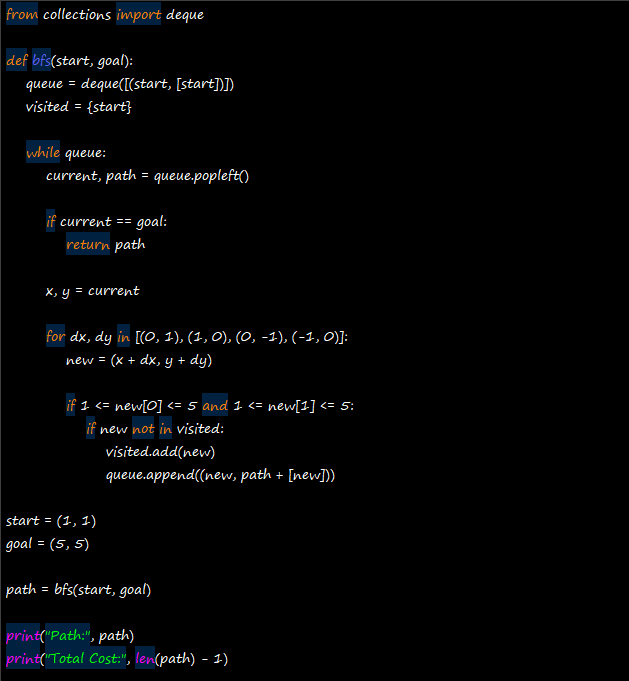 from collections import deque

def bfs(start, goal):
    queue = deque([(start, [start])])
    visited = {start}

    while queue:
        current, path = queue.popleft()

        if current == goal:
            return path

        x, y = current

        for dx, dy in [(0, 1), (1, 0), (0, -1), (-1, 0)]:
            new = (x + dx, y + dy)

            if 1 <= new[0] <= 5 and 1 <= new[1] <= 5:
                if new not in visited:
                    visited.add(new)
                    queue.append((new, path + [new]))

start = (1, 1)
goal = (5, 5)

path = bfs(start, goal)

print("Path:", path)
print("Total Cost:", len(path) - 1)